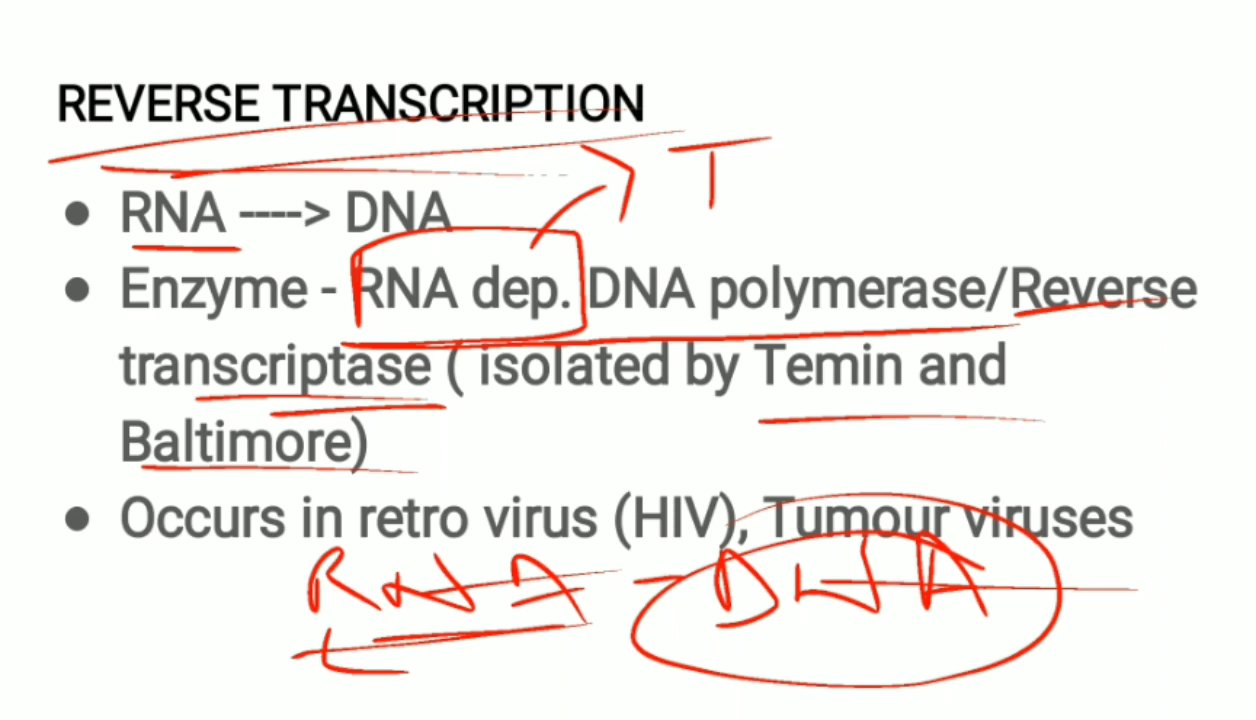 REVERSE TRANSCRIPTION
T
● RNA ----> DNA
● Enzyme - RNA dep. DNA polymerase/Reverse
transcriptase ( isolated by Temin and
Baltimore)
● Occurs in retro virus (HIV), Tumour viruses
RNA - DNA
t